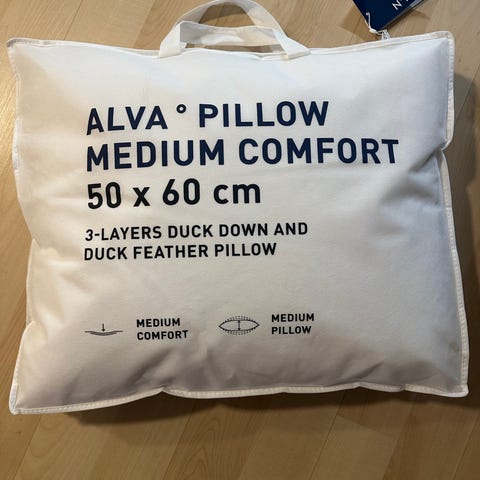 ALVA ° PILLOW
MEDIUM COMFORT
50 x 60 cm
3-LAYERS DUCK DOWN AND
DUCK FEATHER PILLOW
MEDIUM
COMFORT
MEDIUM
PILLOW